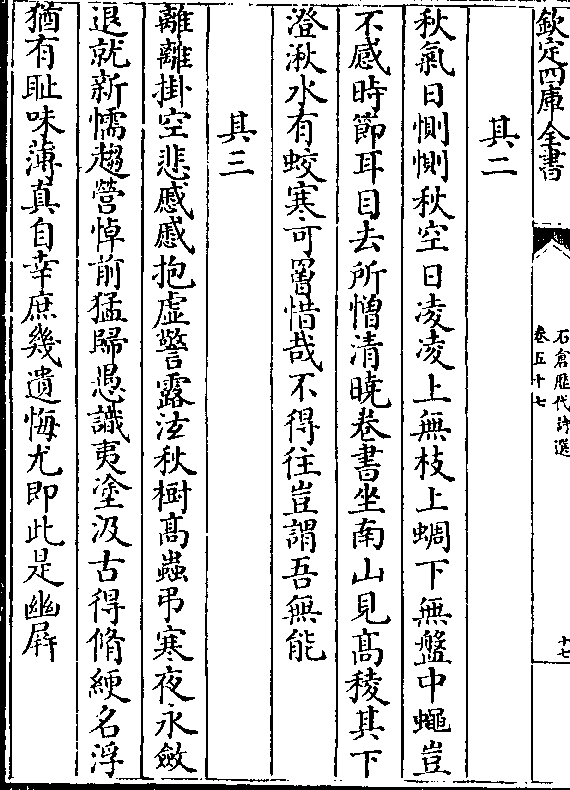 欽定四庫全書
石倉歷代詩選
卷五十七
十七
其二
秋氣日惻惻秋空日凌凌上無枝上蜩下無盤中蠅豈
不感時節耳目去所憎清曉卷書坐南山見髙稜其下
澄湫水有蛟寒可罾惜哉不得往豈謂吾無能
其三
離離掛空悲慼慼抱虚警露泫秋樹髙蟲弔寒夜永斂
退就新懦趨營悼前猛歸愚識夷塗汲古得脩綆名浮
猶有耻味薄真自幸庶幾遺悔尤即此是幽屏